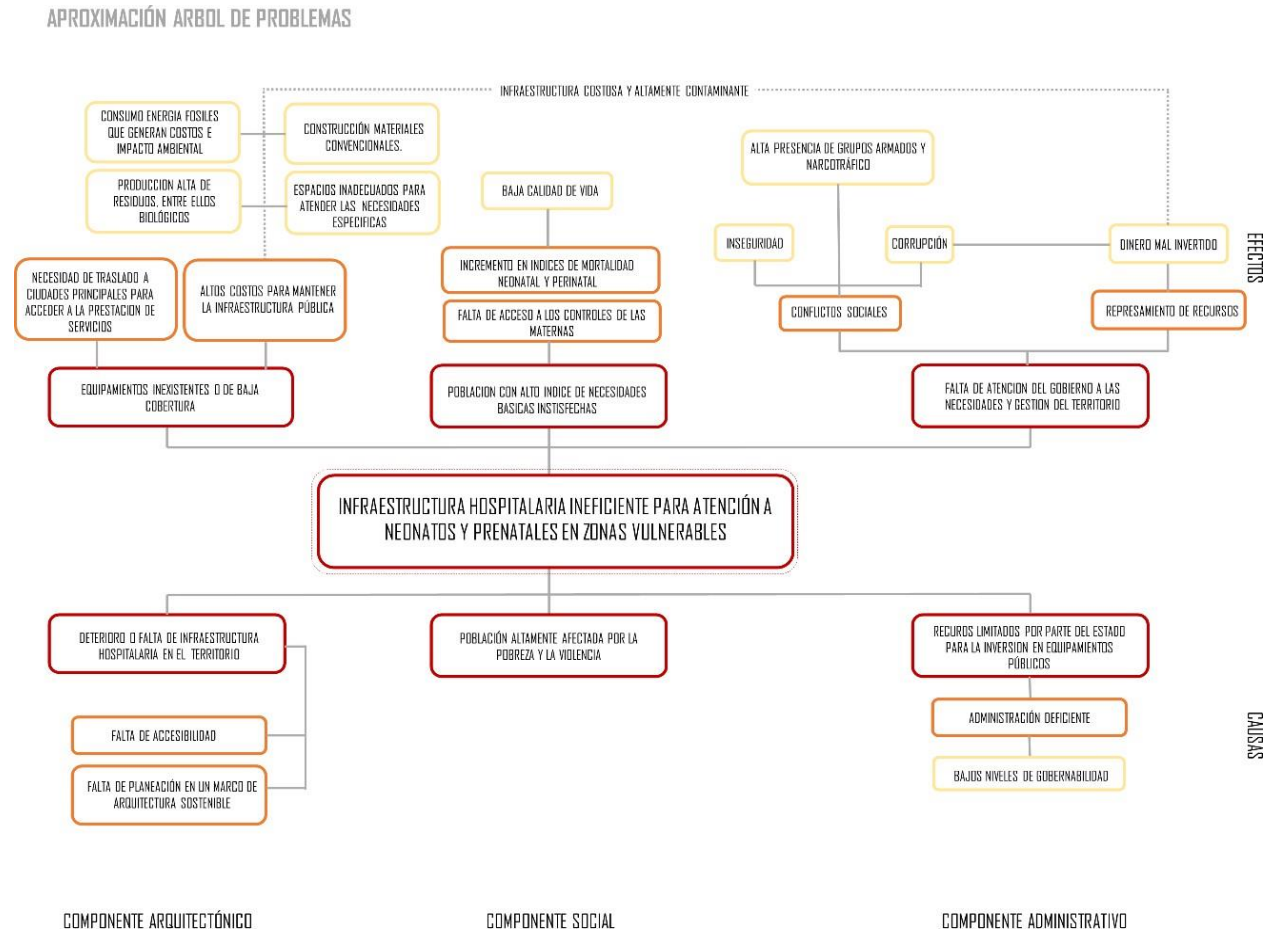 APROXIMACIÓN ARBOL DE PROBLEMAS
INFRAESTRUCTURA COSTOSA Y ALTAMENTE CONTAMINANTE
CONSUMO ENERGIA FOSILES
QUE GENERAN COSTOS E
IMPACTO AMBIENTAL
CONSTRUCCIÓN MATERIALES
CONVENCIONALES.
PRODUCCION ALTA DE
RESIDUOS, ENTRE ELLOS
BIOLÓGICOS
ESPACIOS INADECUADOS PARA
ATENDER LAS NECESIDADES
ESPECIFICAS
NECESIDAD DE TRASLADO A
CIUDADES PRINCIPALES PARA
ACCEDER A LA PRESTACION DE
SERVICIOS
ALTOS COSTOS PARA MANTENER
LA INFRAESTRUCTURA PÚBLICA
EQUIPAMIENTOS INEXISTENTES O DE BAJA
COBERTURA
BAJA CALIDAD DE VIDA
INCREMENTO EN INDICES DE MORTALIDAD
NEONATAL Y PERINATAL
FALTA DE ACCESO A LOS CONTROLES DE LAS
MATERNAS
POBLACION CON ALTO INDICE DE NECESIDADES
BASICAS INSTISFECHAS
ALTA PRESENCIA DE GRUPOS ARMADOS Y
NARCOTRÁFICO
INSEGURIDAD
CORRUPCIÓN
DINERO MAL INVERTIDO
CONFLICTOS SOCIALES
REPRESAMIENTO DE RECURSOS
FALTA DE ATENCION DEL GOBIERNO A LAS
NECESIDADES Y GESTION DEL TERRITORIO
EFECTOS
INFRAESTRUCTURA HOSPITALARIA INEFICIENTE PARA ATENCIÓN A
NEONATOS Y PRENATALES EN ZONAS VULNERABLES
DETERIORO O FALTA DE INFRAESTRUCTURA
HOSPITALARIA EN EL TERRITORIO
FALTA DE ACCESIBILIDAD
FALTA DE PLANEACIÓN EN UN MARCO DE
ARQUITECTURA SOSTENIBLE
POBLACIÓN ALTAMENTE AFECTADA POR LA
POBREZA Y LA VIOLENCIA
RECUROS LIMITADOS POR PARTE DEL ESTADO
PARA LA INVERSION EN EQUIPAMIENTOS
PÚBLICOS
ADMINISTRACIÓN DEFICIENTE
BAJOS NIVELES DE GOBERNABILIDAD
CAUSAS
COMPONENTE ARQUITECTÓNICO
COMPONENTE SOCIAL
COMPONENTE ADMINISTRATIVO